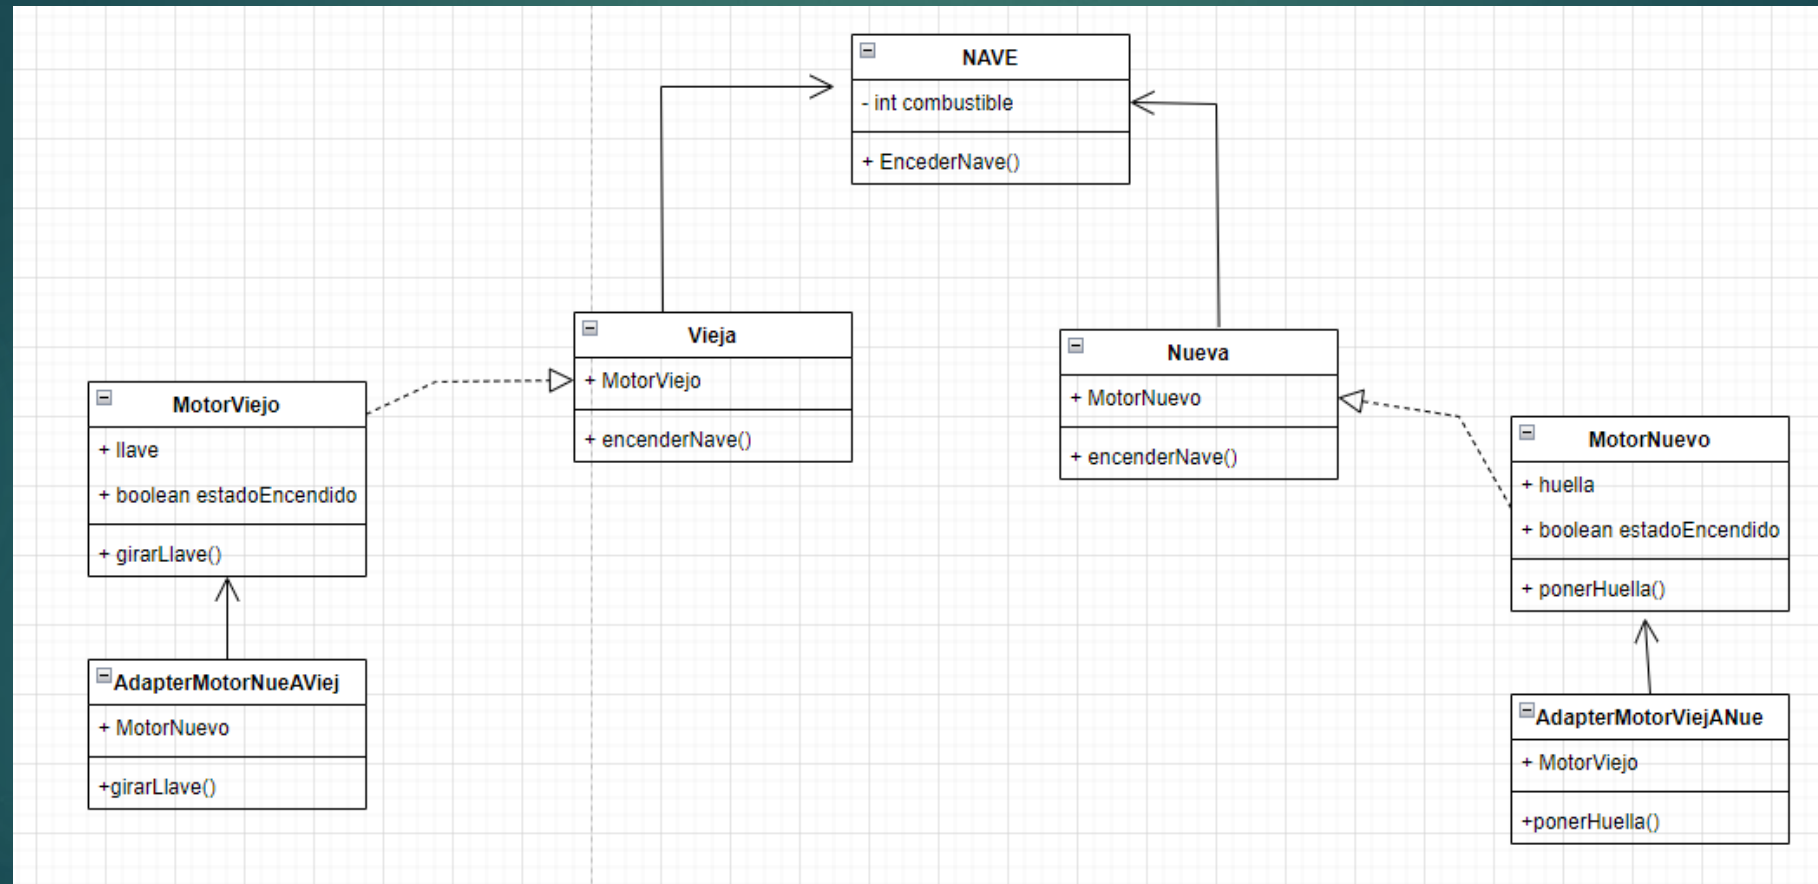 NAVE
- int combustible
+ EncederNave()
Vieja
+ MotorViejo
+ encenderNave()
Nueva
+ MotorNuevo
+ encenderNave()
MotorViejo
+ llave
+ boolean estadoEncendido
+ girarLlave()
MotorNuevo
+ huella
+ boolean estadoEncendido
+ ponerHuella()
AdapterMotorNueAViej
+ MotorNuevo
+girarLlave()
AdapterMotorViejANue
+ MotorViejo
+ponerHuella()